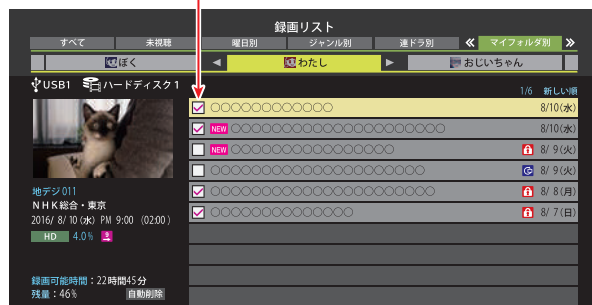 録画リスト
すべて 未視聴 曜日別 ジャンル別 連ドラ別 マイフォルダ別
ぼく わたし おじいちゃん
USB1 ハードディスク1
1/6 新しい順
○○○○○○○○○○○○ 8/10(水)
NEW ○○○○○○○○○○○○○○○○○○○○○ 8/10(水)
NEW ○○○○○○○○○○○○○○○○ 8/ 9(火)
○○○○○○○○○○○○○○○○○○○○○ 8/ 9(火)
○○○○○○○○○○○○○○○○○○○○○○ 8/ 8(月)
○○○○○○○○○○○○○○ 8/ 7(日)
地デジ011
NHK総合・東京
2016/ 8/ 10 (水) PM 9:00 (02:00)
HD 4.0%
録画可能時間：22時間45分
残量：46% 自動削除